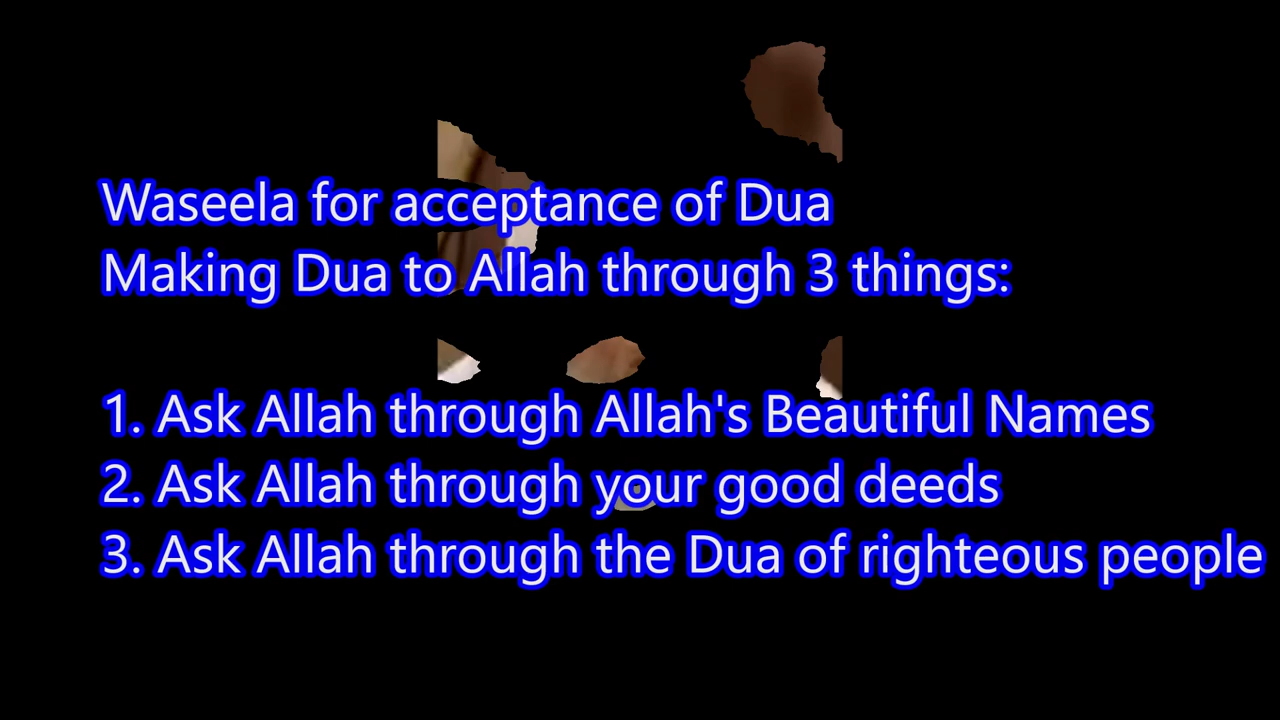 Waseela for acceptance of Dua
Making Dua to Allah through 3 things:
1. Ask Allah through Allah's Beautiful Names
2. Ask Allah through your good deeds
3. Ask Allah through the Dua of righteous people